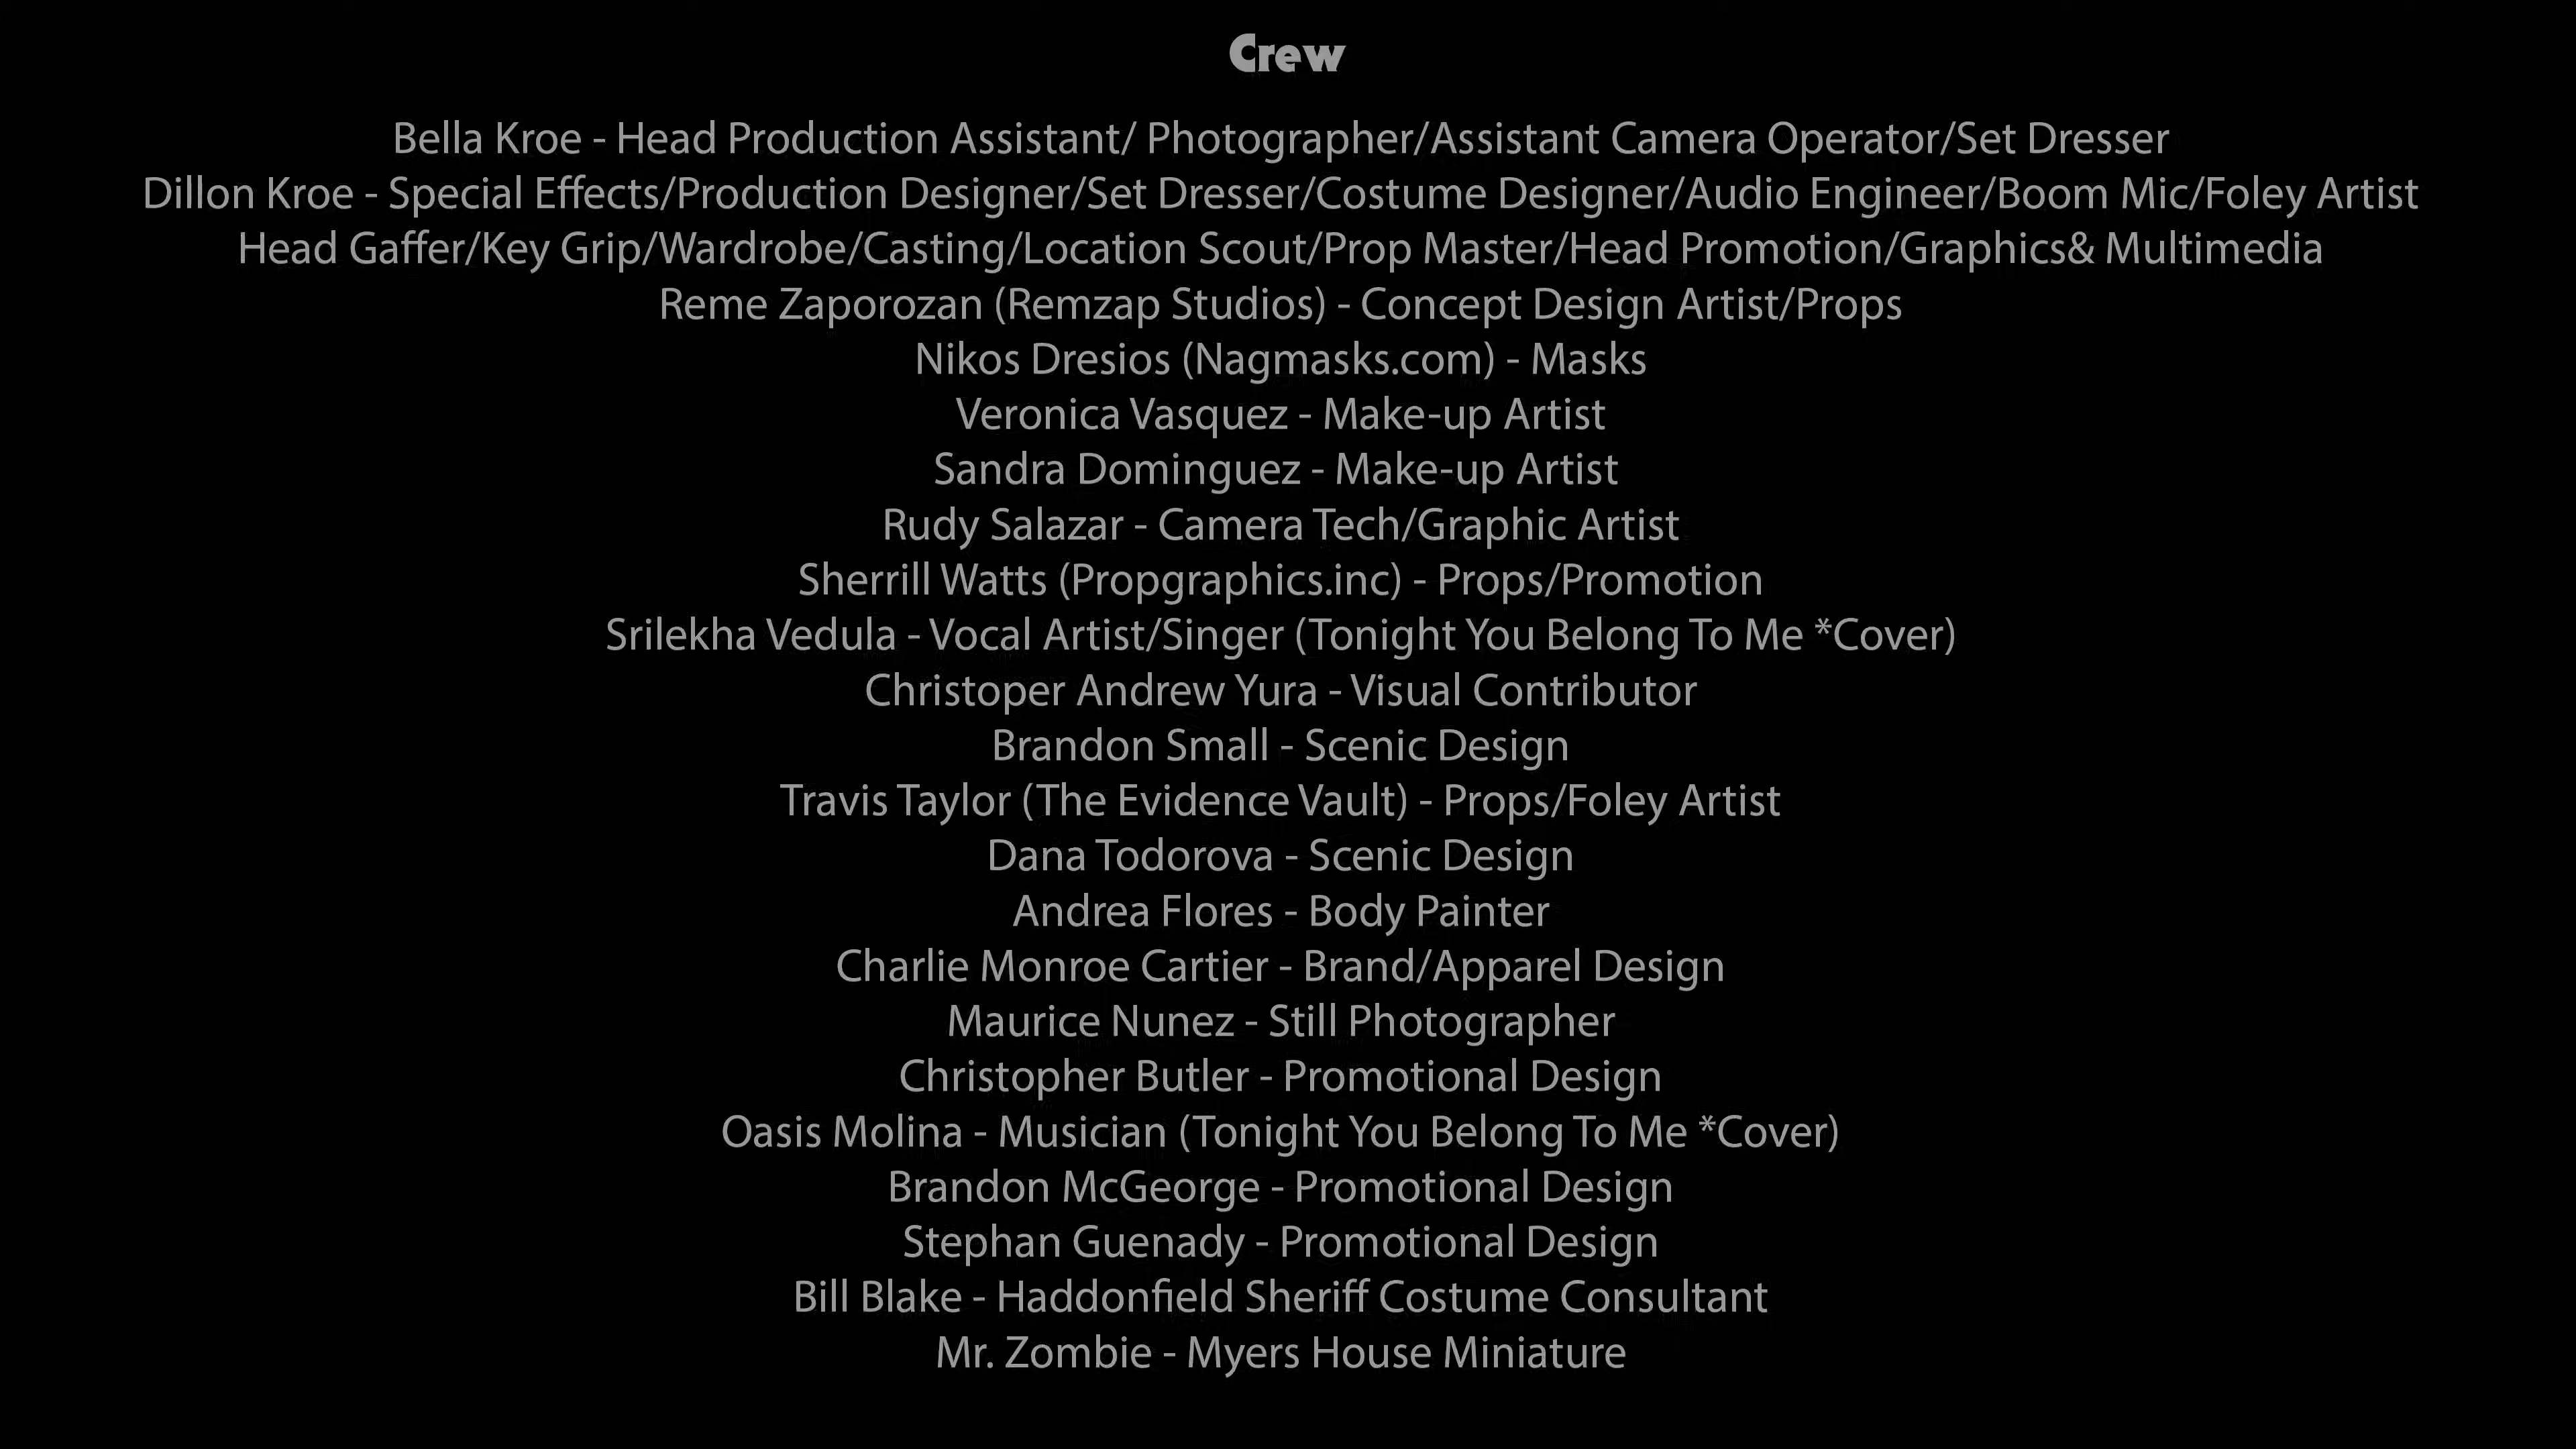 Crew
Bella Kroe - Head Production Assistant/ Photographer/Assistant Camera Operator/Set Dresser
Dillon Kroe - Special Effects/Production Designer/Set Dresser/Costume Designer/Audio Engineer/Boom Mic/Foley Artist
Head Gaffer/Key Grip/Wardrobe/Casting/Location Scout/Prop Master/Head Promotion/Graphics& Multimedia
Reme Zaporozan (Remzap Studios) - Concept Design Artist/Props
Nikos Dresios (Nagmasks.com) - Masks
Veronica Vasquez - Make-up Artist
Sandra Dominguez - Make-up Artist
Rudy Salazar - Camera Tech/Graphic Artist
Sherrill Watts (Propgraphics.inc) - Props/Promotion
Srilekha Vedula - Vocal Artist/Singer (Tonight You Belong To Me *Cover)
Christoper Andrew Yura - Visual Contributor
Brandon Small - Scenic Design
Travis Taylor (The Evidence Vault) - Props/Foley Artist
Dana Todorova - Scenic Design
Andrea Flores - Body Painter
Charlie Monroe Cartier - Brand/Apparel Design
Maurice Nunez - Still Photographer
Christopher Butler - Promotional Design
Oasis Molina - Musician (Tonight You Belong To Me *Cover)
Brandon McGeorge - Promotional Design
Stephan Guenady - Promotional Design
Bill Blake - Haddonfield Sheriff Costume Consultant
Mr. Zombie - Myers House Miniature